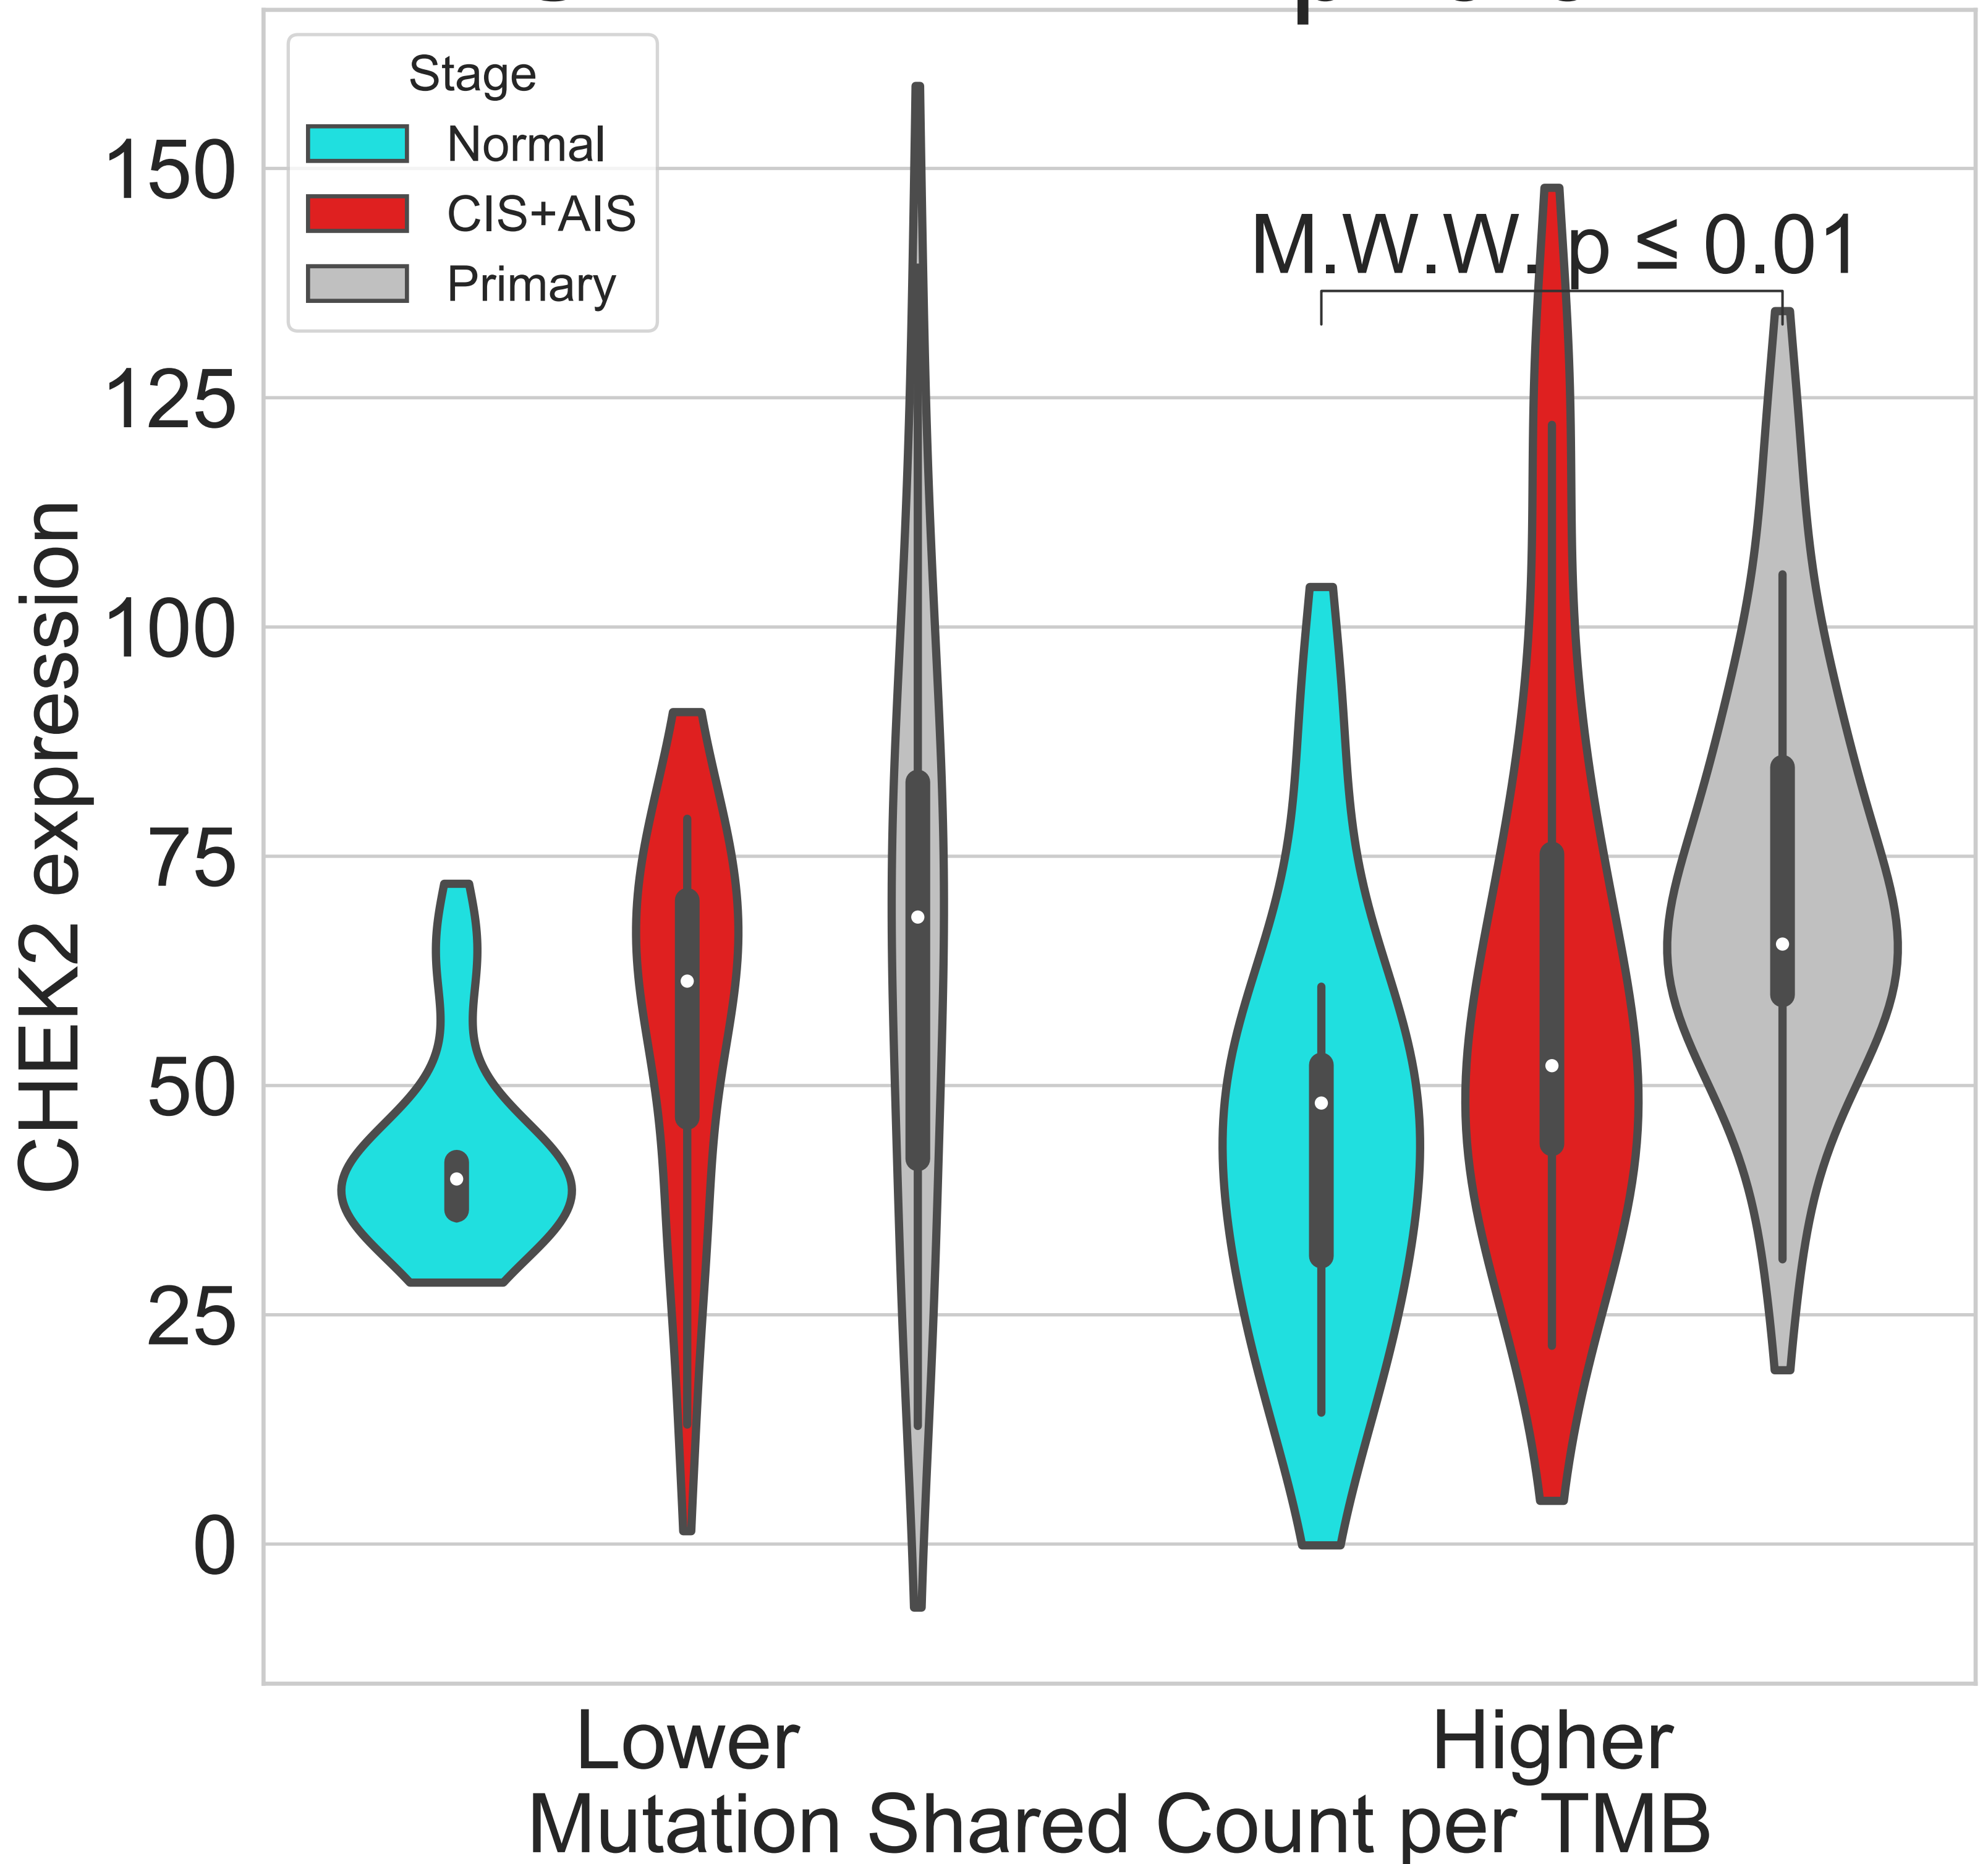 Stage
Normal
CIS+AIS
Primary
M.W.W. p ≤ 0.01
150
125
100
75
50
25
0
CHEK2 expression
Lower
Higher
Mutation Shared Count per TMB